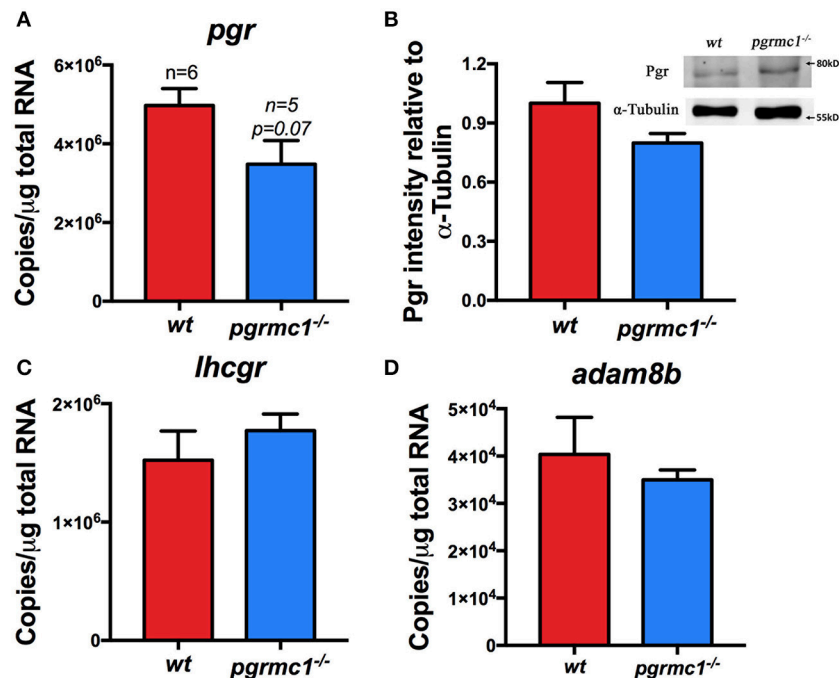 A
pgr
Copies/µg total RNA
6×10⁶
4×10⁶
2×10⁶
0
n=6
n=5
p=0.07
wt
pgrmc1⁻/⁻
B
Pgr intensity relative to
α-Tubulin
1.2
0.9
0.6
0.3
0.0
wt
pgrmc1⁻/⁻
wt
pgrmc1⁻/⁻
Pgr
←80kD
α-Tubulin
←55kD
C
lhcgr
Copies/µg total RNA
2×10⁶
1×10⁶
0
wt
pgrmc1⁻/⁻
D
adam8b
Copies/µg total RNA
5×10⁴
4×10⁴
3×10⁴
2×10⁴
1×10⁴
0
wt
pgrmc1⁻/⁻